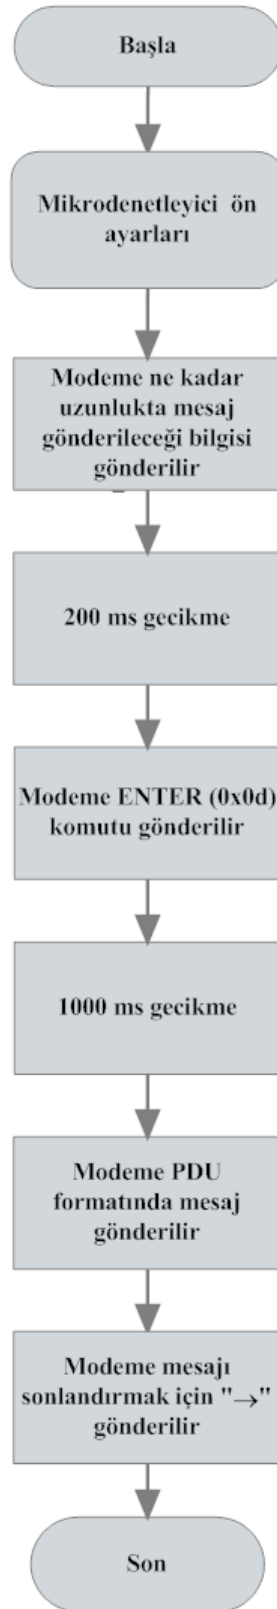 Başla
Mikrodenetleyici ön
ayarları
Modeme ne kadar
uzunlukta mesaj
gönderileceği bilgisi
gönderilir
200 ms gecikme
Modeme ENTER (0x0d)
komutu gönderilir
1000 ms gecikme
Modeme PDU
formatında mesaj
gönderilir
Modeme mesajı
sonlandırmak için "→"
gönderilir
Son